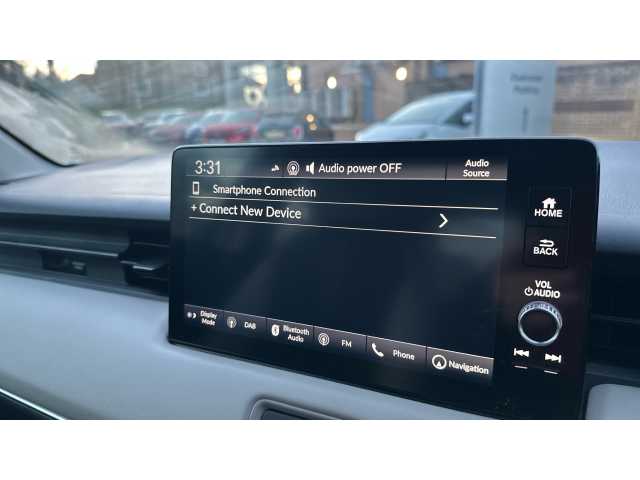 3:31
Audio power OFF
Audio
Source
Smartphone Connection
+ Connect New Device
HOME
BACK
VOL
AUDIO
Display
Mode
DAB
Bluetooth
Audio
FM
Phone
Navigation